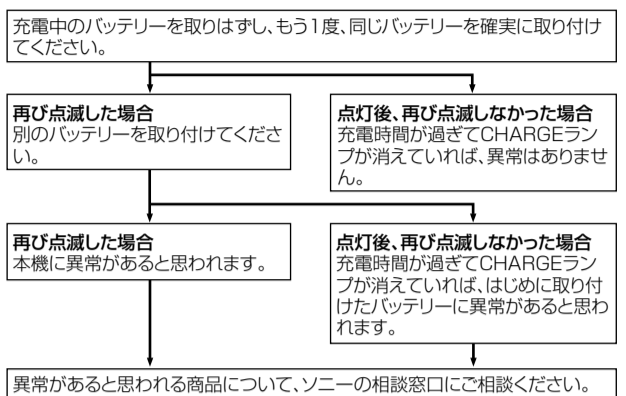 充電中のバッテリーを取りはずし、もう1度、同じバッテリーを確実に取り付け
てください。
再び点滅した場合
別のバッテリーを取り付けてくださ
い。
点灯後、再び点滅しなかった場合
充電時間が過ぎてCHARGEラン
プが消えていれば、異常はありませ
ん。
再び点滅した場合
本機に異常があると思われます。
点灯後、再び点滅しなかった場合
充電時間が過ぎてCHARGEラン
プが消えていれば、はじめに取り付
けたバッテリーに異常があると思わ
れます。
異常があると思われる商品について、ソニーの相談窓口にご相談ください。